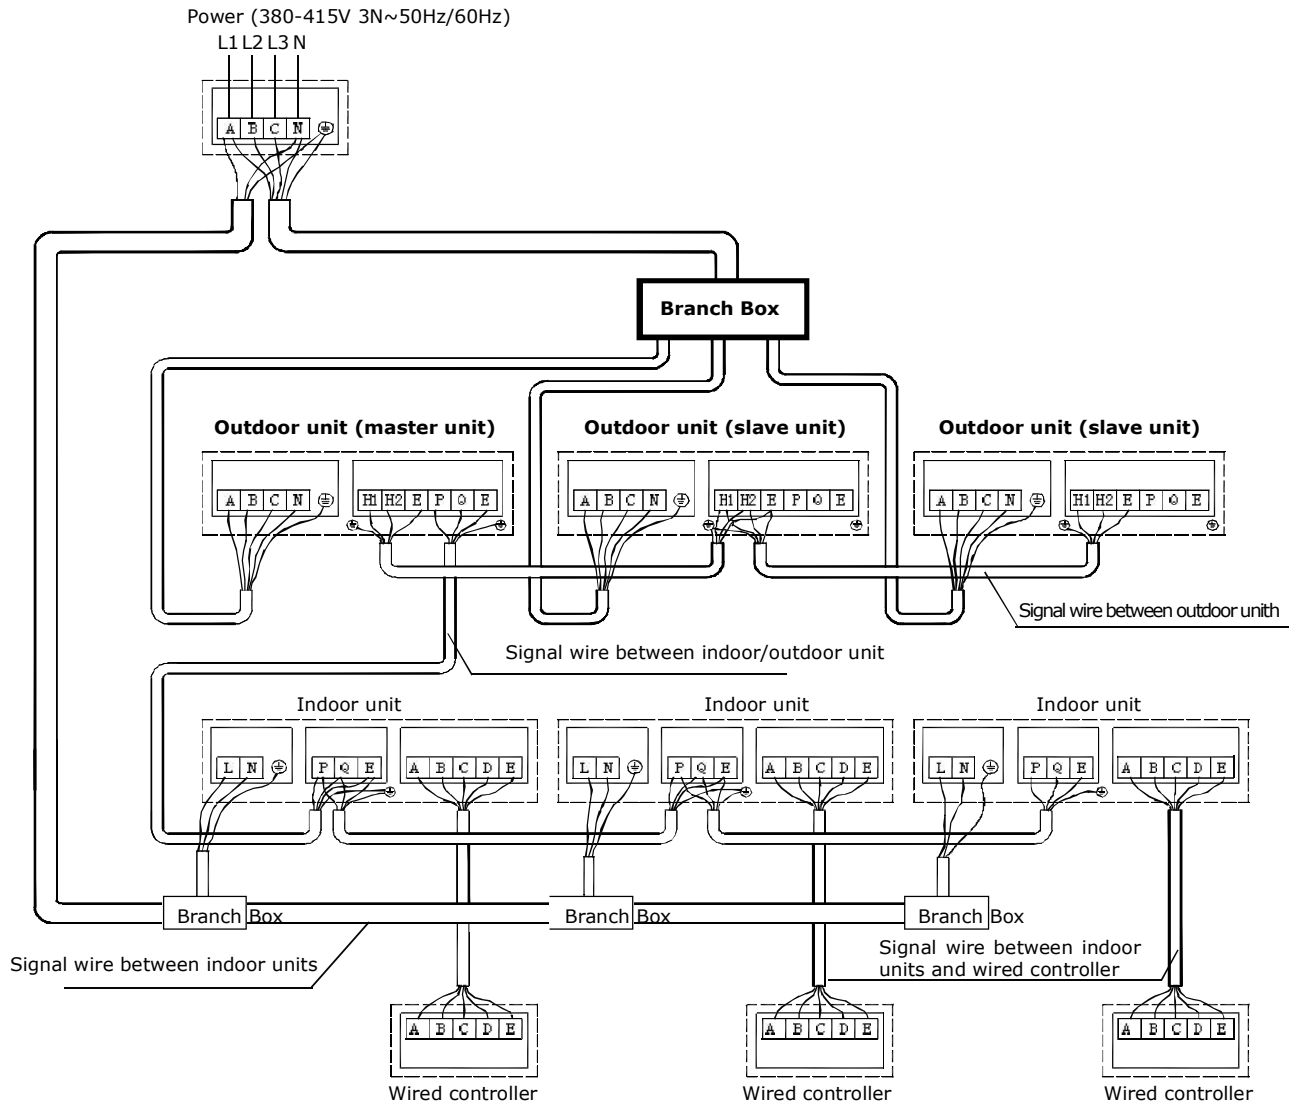 Power (380-415V 3N~50Hz/60Hz)
L1 L2 L3 N
A B C N
Branch Box
Outdoor unit (master unit)
Outdoor unit (slave unit)
Outdoor unit (slave unit)
A B C N
H1 H2 E P Q E
A B C N
H1 H2 E P Q E
A B C N
H1 H2 E P Q E
Signal wire between outdoor unith
Signal wire between indoor/outdoor unit
Indoor unit
Indoor unit
Indoor unit
L N
P Q E
A B C D E
L N
P Q E
A B C D E
L N
P Q E
A B C D E
Branch Box
Branch Box
Branch Box
Signal wire between indoor units
Signal wire between indoor
units and wired controller
A B C D E
A B C D E
A B C D E
Wired controller
Wired controller
Wired controller